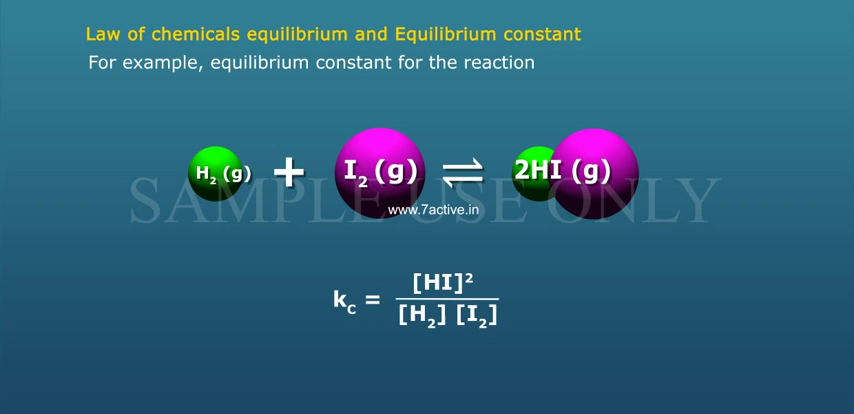 Law of chemicals equilibrium and Equilibrium constant
For example, equilibrium constant for the reaction
H₂ (g) + I₂ (g) ⇌ 2HI (g)
SAMPLE USE ONLY
www.7active.in
k_C = [HI]² / [H₂] [I₂]